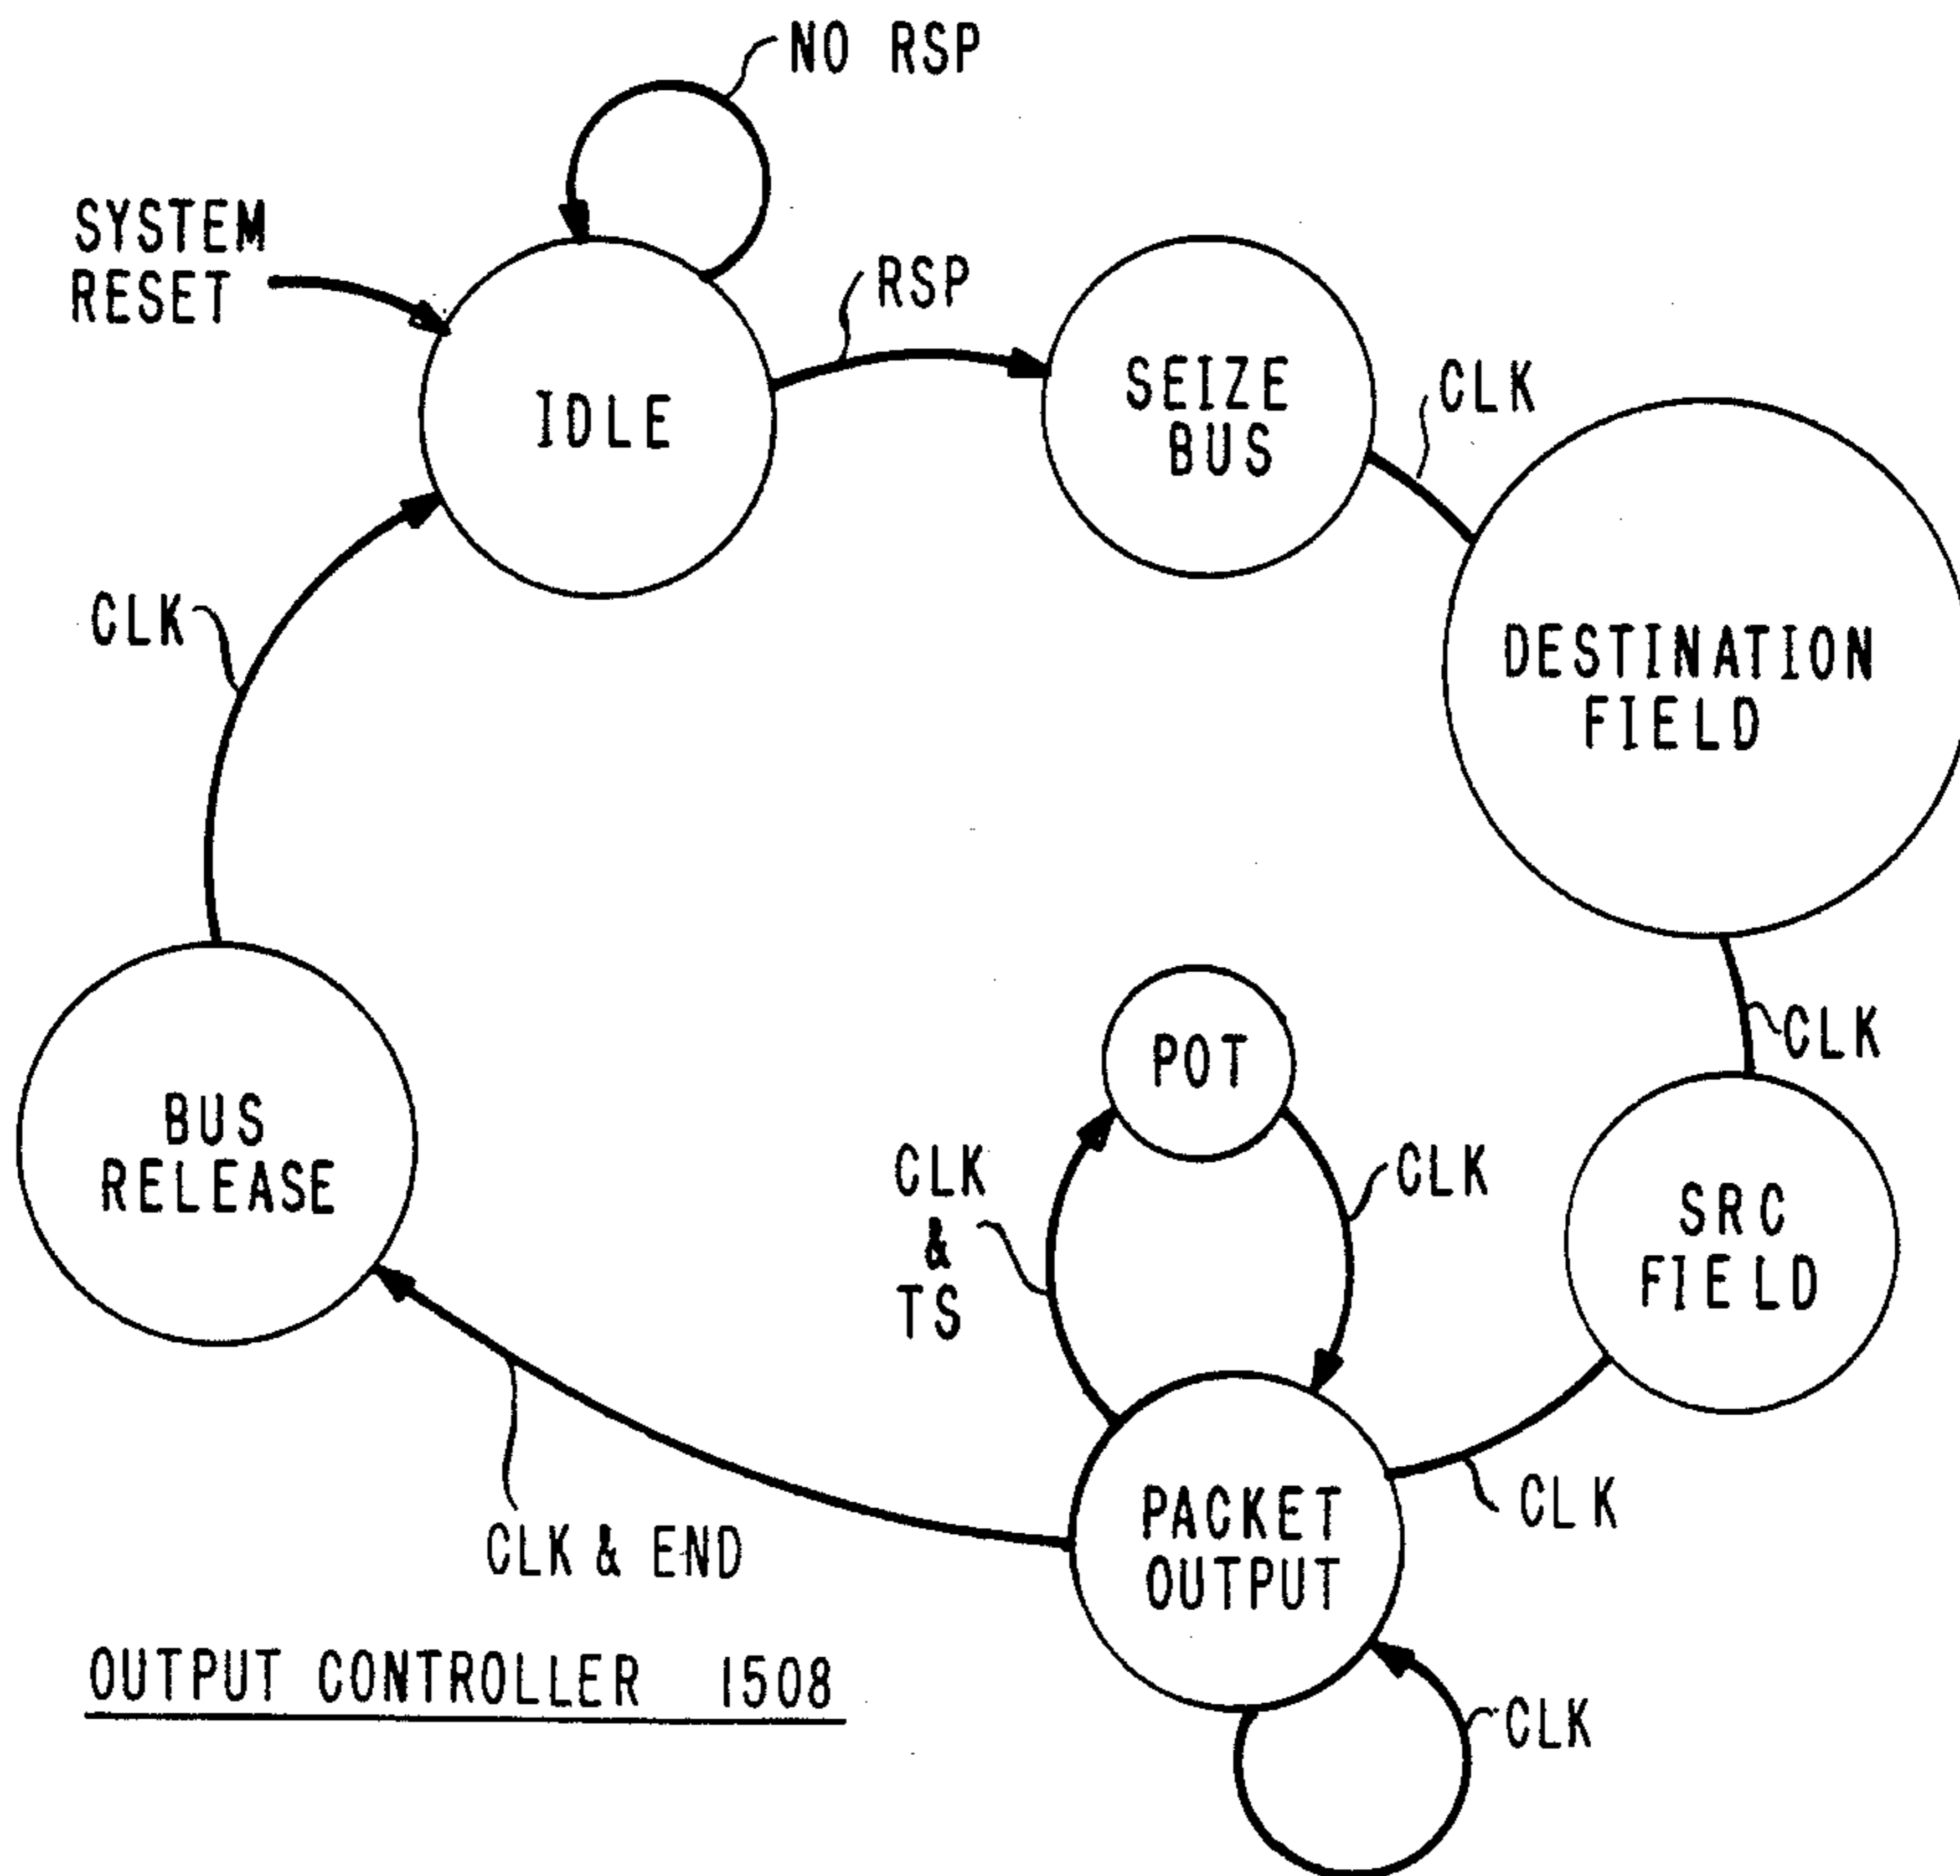 NO RSP
SYSTEM
RESET
RSP
IDLE
SEIZE
BUS
CLK
DESTINATION
FIELD
CLK
CLK
POT
BUS
RELEASE
CLK
&
TS
CLK
SRC
FIELD
CLK
PACKET
OUTPUT
CLK & END
OUTPUT CONTROLLER 1508
CLK